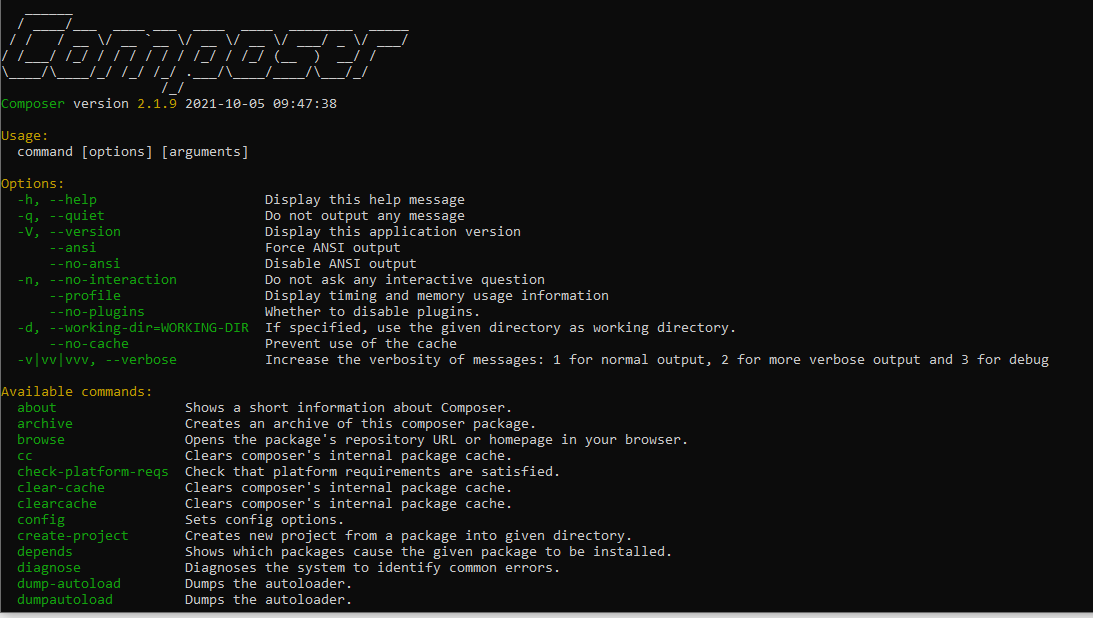 ______
  / ____/___  ____ ___  ____  ____  ________  _____
 / /   / __ \/ __ `__ \/ __ \/ __ \/ ___/ _ \/ ___/
/ /___/ /_/ / / / / / / /_/ / /_/ (__  )  __/ /
\____/\____/_/ /_/ /_/ .___/\____/____/\___/_/
                    /_/
Composer version 2.1.9 2021-10-05 09:47:38

Usage:
  command [options] [arguments]

Options:
  -h, --help                     Display this help message
  -q, --quiet                    Do not output any message
  -V, --version                  Display this application version
      --ansi                     Force ANSI output
      --no-ansi                  Disable ANSI output
  -n, --no-interaction           Do not ask any interactive question
      --profile                  Display timing and memory usage information
      --no-plugins               Whether to disable plugins.
  -d, --working-dir=WORKING-DIR  If specified, use the given directory as working directory.
      --no-cache                 Prevent use of the cache
  -v|vv|vvv, --verbose           Increase the verbosity of messages: 1 for normal output, 2 for more verbose output and 3 for debug

Available commands:
  about                Shows a short information about Composer.
  archive              Creates an archive of this composer package.
  browse               Opens the package's repository URL or homepage in your browser.
  cc                   Clears composer's internal package cache.
  check-platform-reqs  Check that platform requirements are satisfied.
  clear-cache          Clears composer's internal package cache.
  clearcache           Clears composer's internal package cache.
  config               Sets config options.
  create-project       Creates new project from a package into given directory.
  depends              Shows which packages cause the given package to be installed.
  diagnose             Diagnoses the system to identify common errors.
  dump-autoload        Dumps the autoloader.
  dumpautoload         Dumps the autoloader.